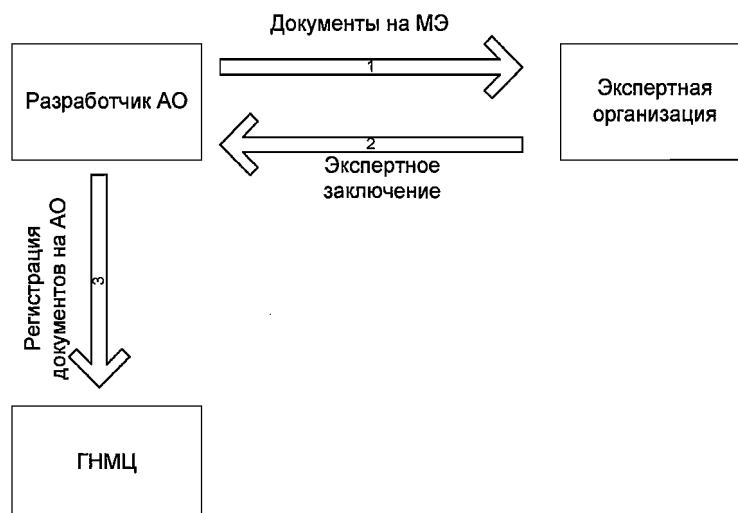 Документы на МЭ
1
Разработчик АО
Экспертная
организация
2
Экспертное
заключение
Регистрация
документов на АО
3
ГНМЦ